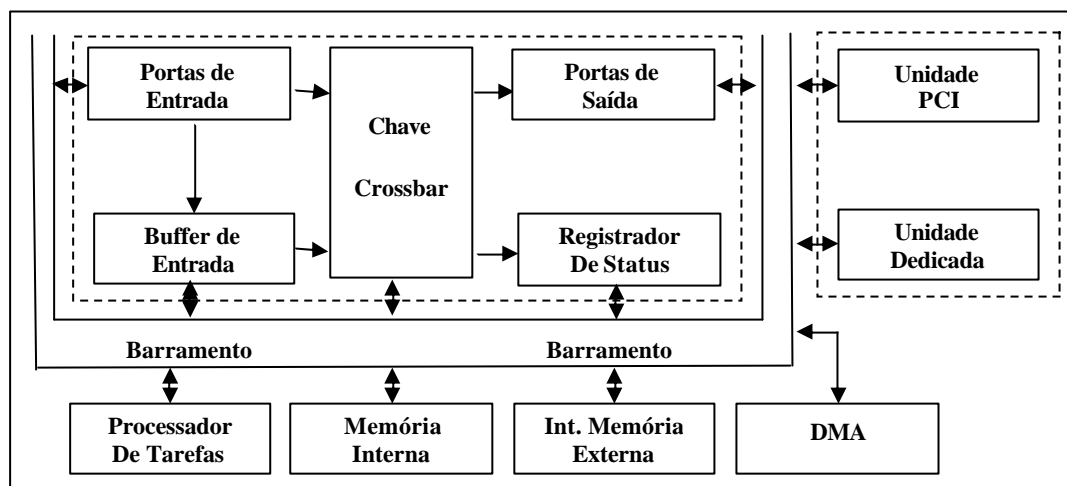 Portas de
Entrada
Chave
Crossbar
Portas de
Saída
Unidade
PCI
Buffer de
Entrada
Registrador
De Status
Unidade
Dedicada
Barramento
Barramento
Processador
De Tarefas
Memória
Interna
Int. Memória
Externa
DMA